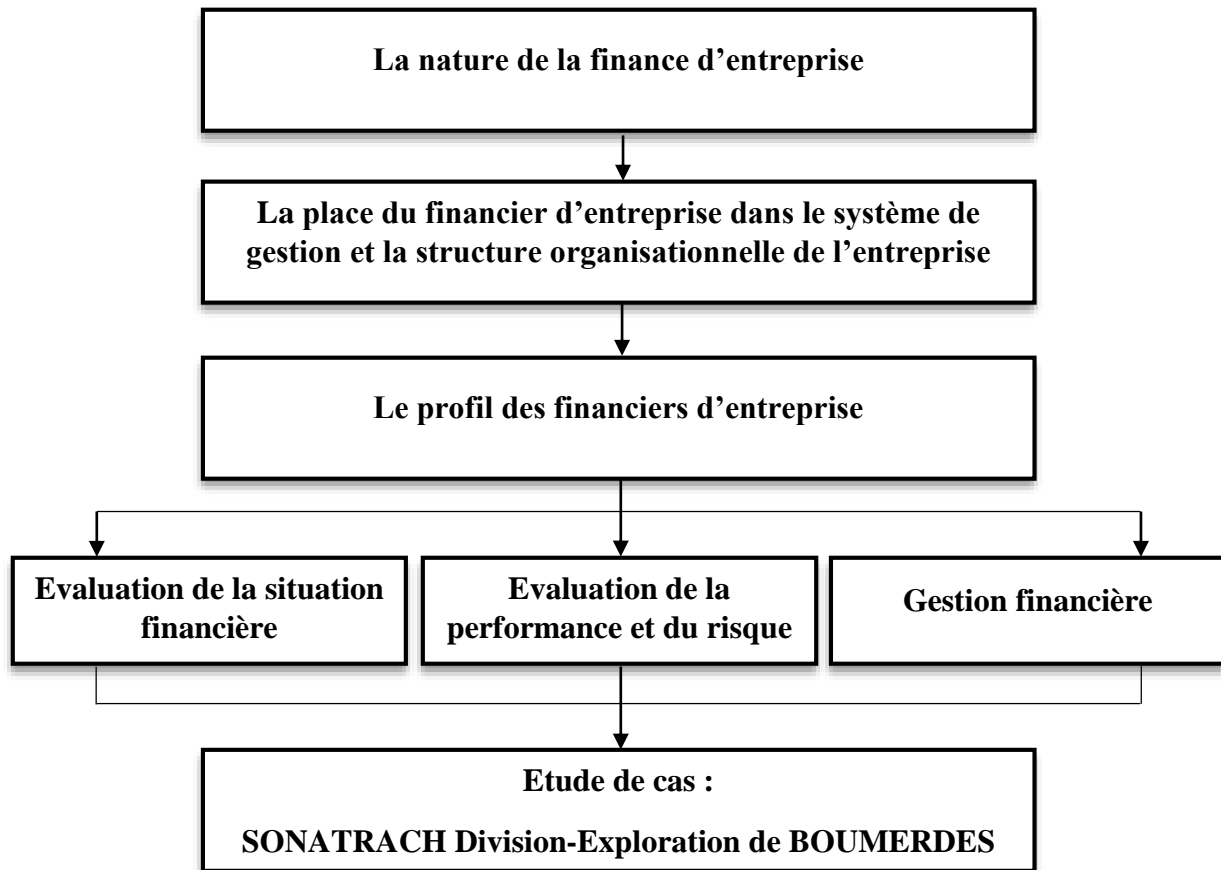 La nature de la finance d’entreprise
La place du financier d’entreprise dans le système de
gestion et la structure organisationnelle de l’entreprise
Le profil des financiers d’entreprise
Evaluation de la situation
financière
Evaluation de la
performance et du risque
Gestion financière
Etude de cas :
SONATRACH Division-Exploration de BOUMERDES